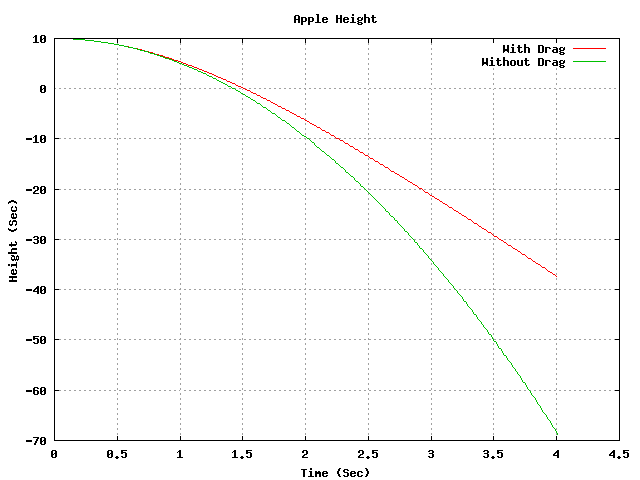 Apple Height
With Drag
Without Drag
10
0
-10
-20
-30
-40
-50
-60
-70
Height (Sec)
0 0.5 1 1.5 2 2.5 3 3.5 4 4.5
Time (Sec)